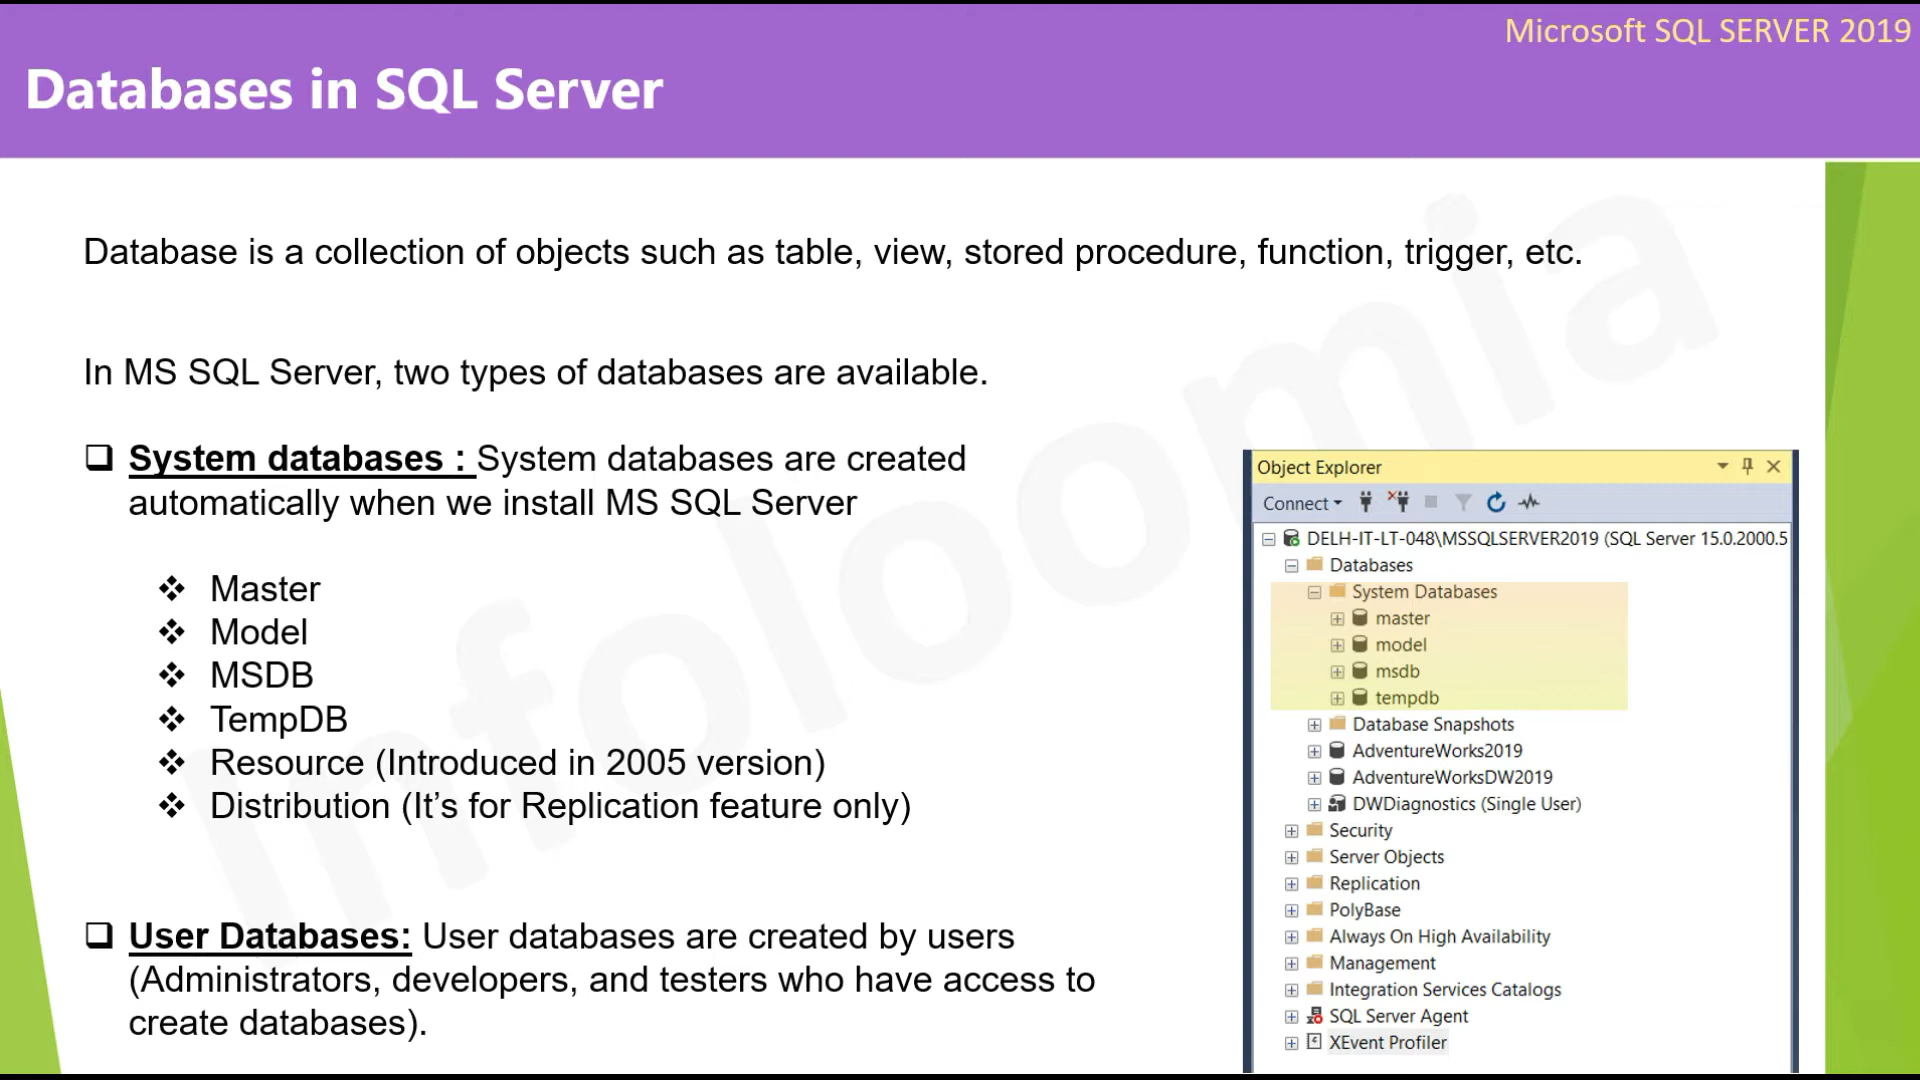 Microsoft SQL SERVER 2019
Databases in SQL Server
Database is a collection of objects such as table, view, stored procedure, function, trigger, etc.
In MS SQL Server, two types of databases are available.
System databases : System databases are created
automatically when we install MS SQL Server
Master
Model
MSDB
TempDB
Resource (Introduced in 2005 version)
Distribution (It’s for Replication feature only)
User Databases: User databases are created by users
(Administrators, developers, and testers who have access to
create databases).
Object Explorer
Connect
DELH-IT-LT-048\MSSQLSERVER2019 (SQL Server 15.0.2000.5
Databases
System Databases
master
model
msdb
tempdb
Database Snapshots
AdventureWorks2019
AdventureWorksDW2019
DWDiagnostics (Single User)
Security
Server Objects
Replication
PolyBase
Always On High Availability
Management
Integration Services Catalogs
SQL Server Agent
XEvent Profiler
Infoloomia